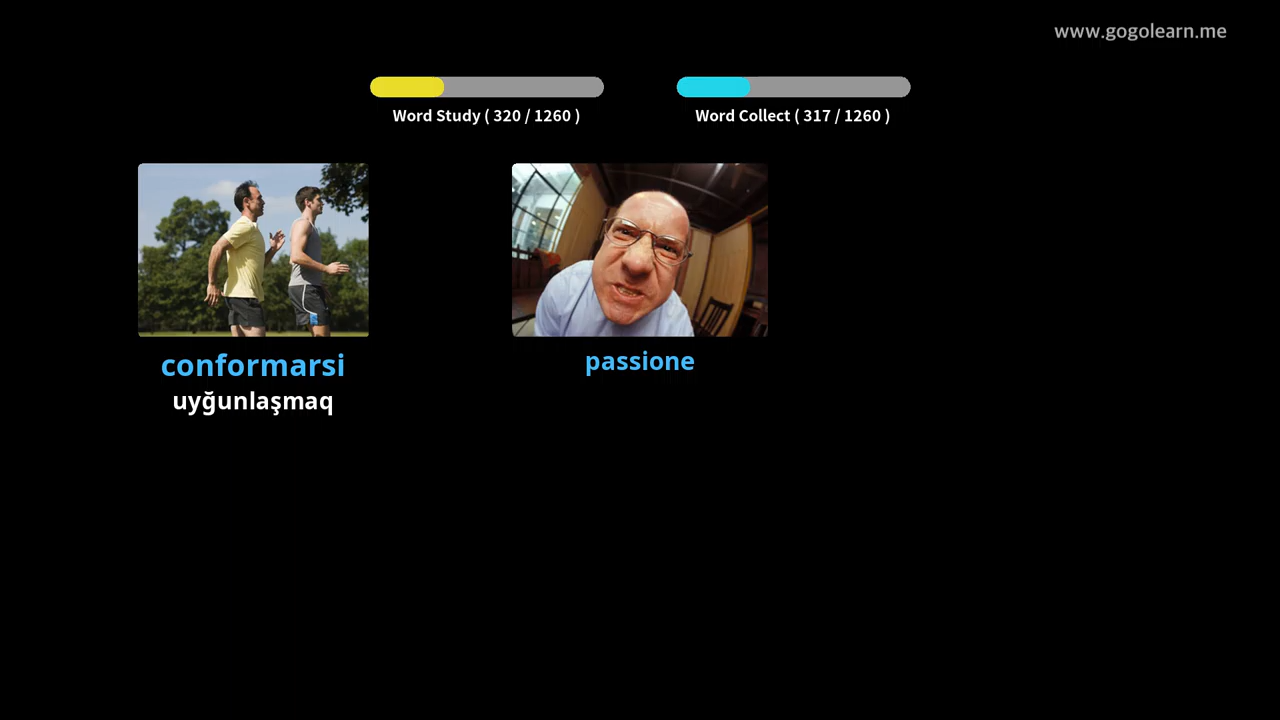 www.gogolearn.me
Word Study ( 320 / 1260 )
Word Collect ( 317 / 1260 )
conformarsi
uyğunlaşmaq
passione